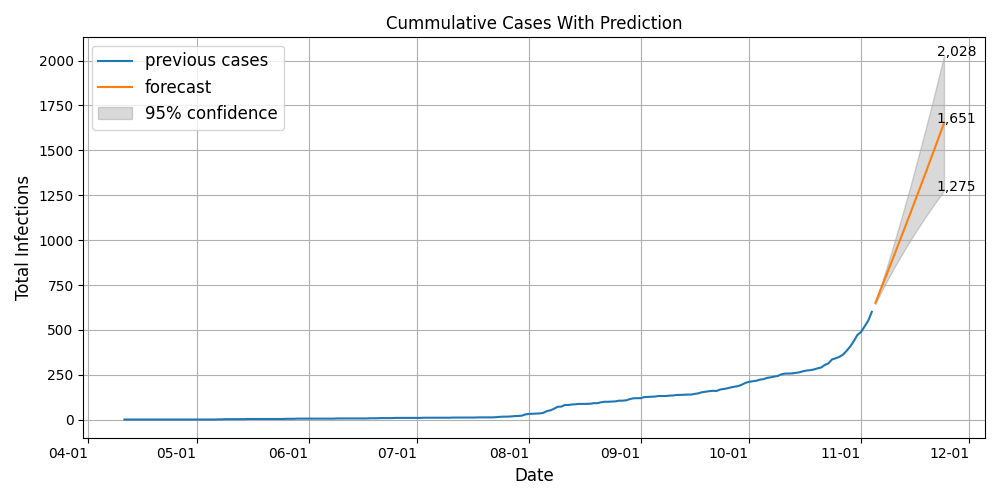 Cummulative Cases With Prediction
previous cases
forecast
95% confidence
2,028
1,651
1,275
Total Infections
2000
1750
1500
1250
1000
750
500
250
0
04-01 05-01 06-01 07-01 08-01 09-01 10-01 11-01 12-01
Date